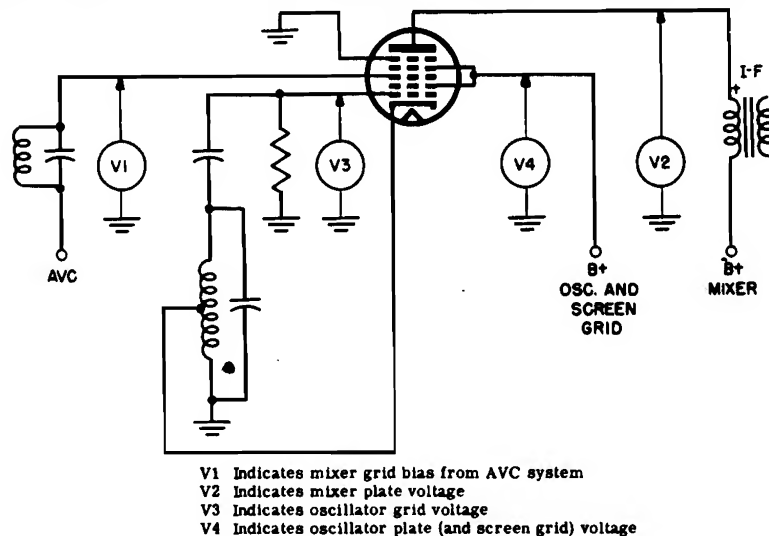 I-F
+
V1
V3
V4
V2
AVC
B+
OSC. AND
SCREEN
GRID
B+
MIXER
V1 Indicates mixer grid bias from AVC system
V2 Indicates mixer plate voltage
V3 Indicates oscillator grid voltage
V4 Indicates oscillator plate (and screen grid) voltage